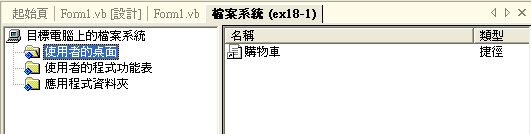 起始頁 Form1.vb [設計] Form1.vb 檔案系統 (ex18-1)
目標電腦上的檔案系統
使用者的桌面
使用者的程式功能表
應用程式資料夾
名稱 類型
購物車 捷徑